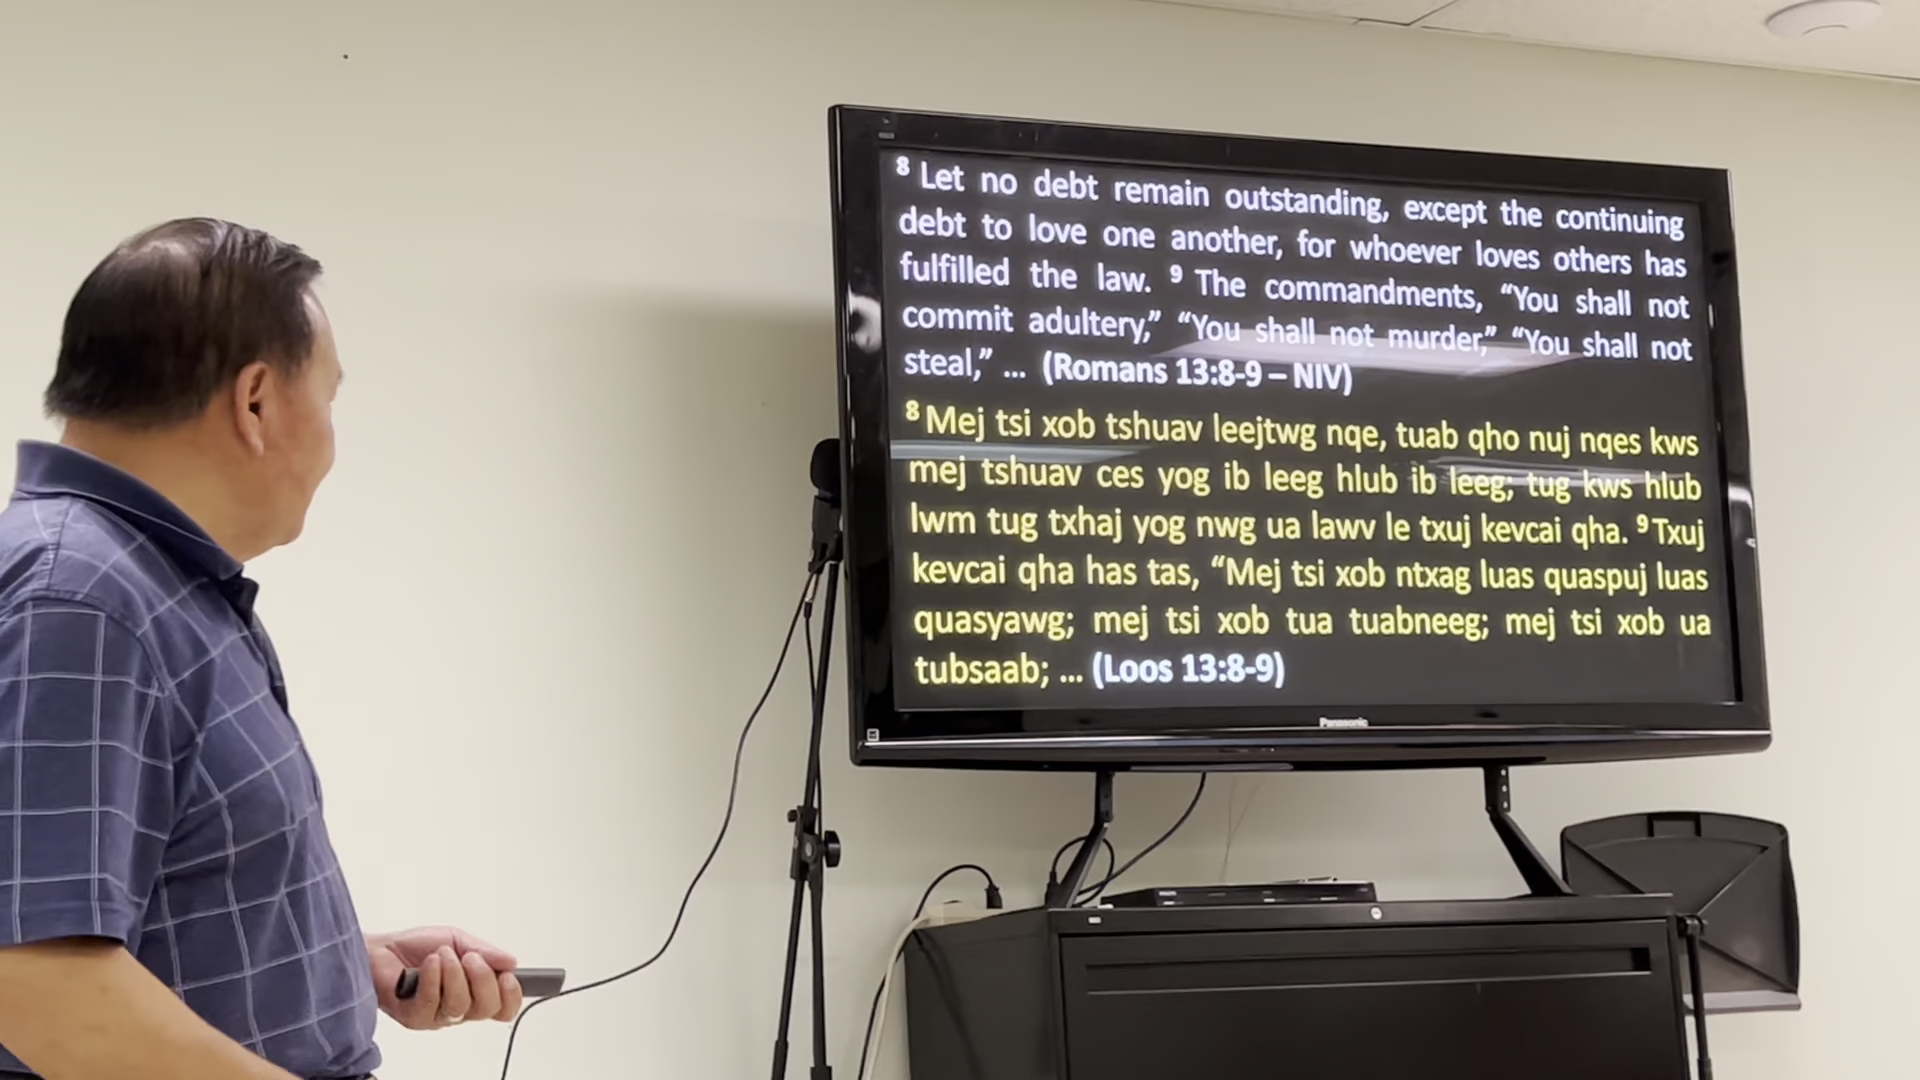 8 Let no debt remain outstanding, except the continuing
debt to love one another, for whoever loves others has
fulfilled the law. 9 The commandments, “You shall not
commit adultery,” “You shall not murder,” “You shall not
steal,” ... (Romans 13:8-9 – NIV)
8 Mej tsi xob tshuav leejtwg nqe, tuab qho nuj nqes kws
mej tshuav ces yog ib leeg hlub ib leeg; tug kws hlub
lwm tug txhaj yog nwg ua lawv le txuj kevcai qha. 9 Txuj
kevcai qha has tas, “Mej tsi xob ntxag luas quaspuj luas
quasyawg; mej tsi xob tua tuabneeg; mej tsi xob ua
tubsaab; ... (Loos 13:8-9)
Panasonic